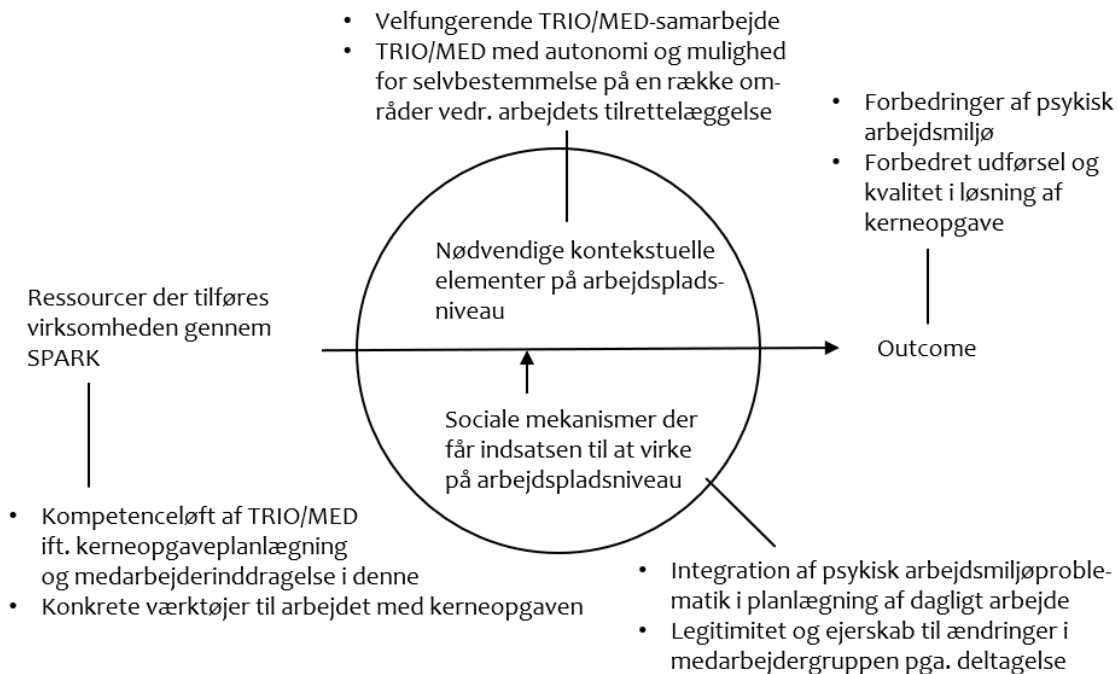 • Velfungerende TRIO/MED-samarbejde
• TRIO/MED med autonomi og mulighed
for selvbestemmelse på en række om-
råder vedr. arbejdets tilrettelæggelse
• Forbedringer af psykisk
arbejdsmiljø
• Forbedret udførsel og
kvalitet i løsning af
kerneopgave
Nødvendige kontekstuelle
elementer på arbejdsplads-
niveau
Ressourcer der tilføres
virksomheden gennem
SPARK
Outcome
Sociale mekanismer der
får indsatsen til at virke
på arbejdspladsniveau
• Kompetenceløft af TRIO/MED
ift. kerneopgaveplanlægning
og medarbejderinddragelse i denne
• Konkrete værktøjer til arbejdet med kerneopgaven
• Integration af psykisk arbejdsmiljøproble-
matik i planlægning af dagligt arbejde
• Legitimitet og ejerskab til ændringer i
medarbejdergruppen pga. deltagelse